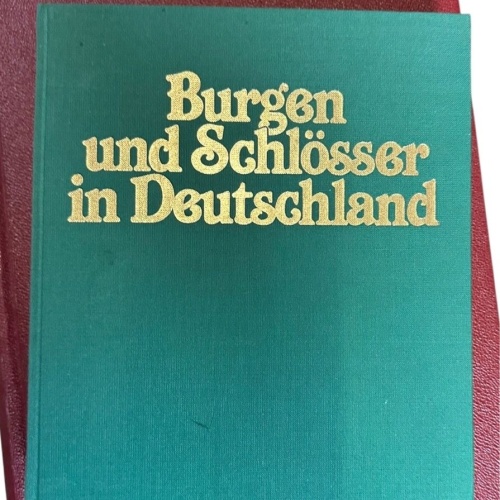 Burgen
und Schlösser
in Deutschland